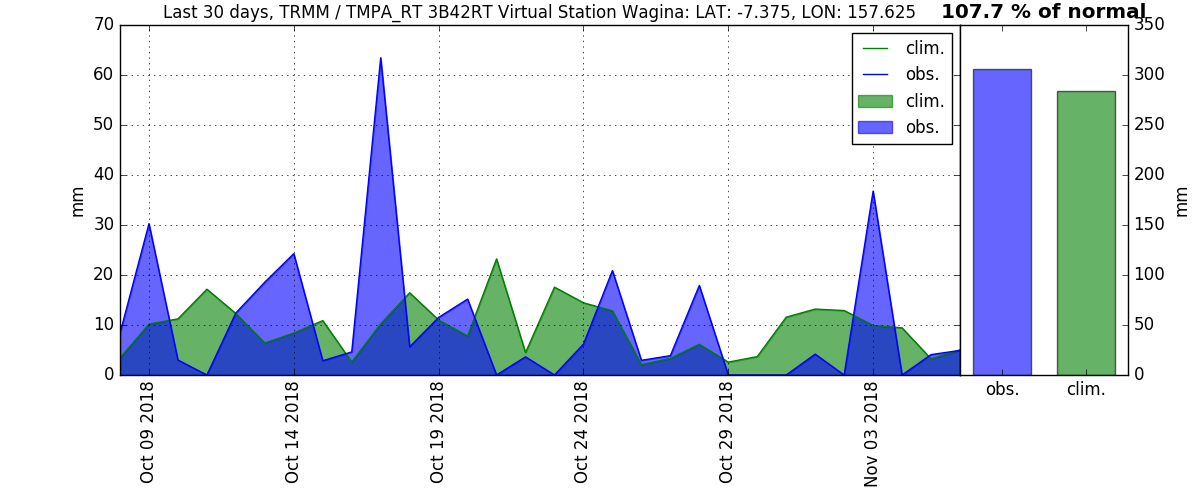 Last 30 days, TRMM / TMPA_RT 3B42RT Virtual Station Wagina: LAT: -7.375, LON: 157.625
107.7 % of normal
70
60
50
40
30
20
10
0
mm
clim.
obs.
clim.
obs.
350
300
250
200
150
100
50
0
mm
Oct 09 2018
Oct 14 2018
Oct 19 2018
Oct 24 2018
Oct 29 2018
Nov 03 2018
obs.
clim.